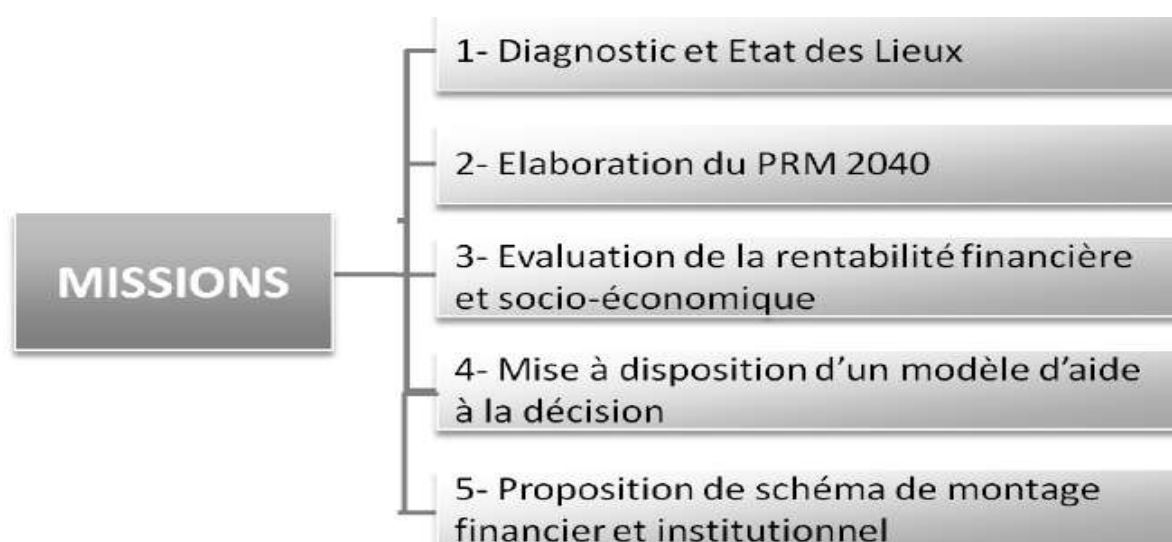 1- Diagnostic et Etat des Lieux
2- Elaboration du PRM 2040
MISSIONS
3- Evaluation de la rentabilité financière
et socio-économique
4- Mise à disposition d’un modèle d’aide
à la décision
5- Proposition de schéma de montage
financier et institutionnel